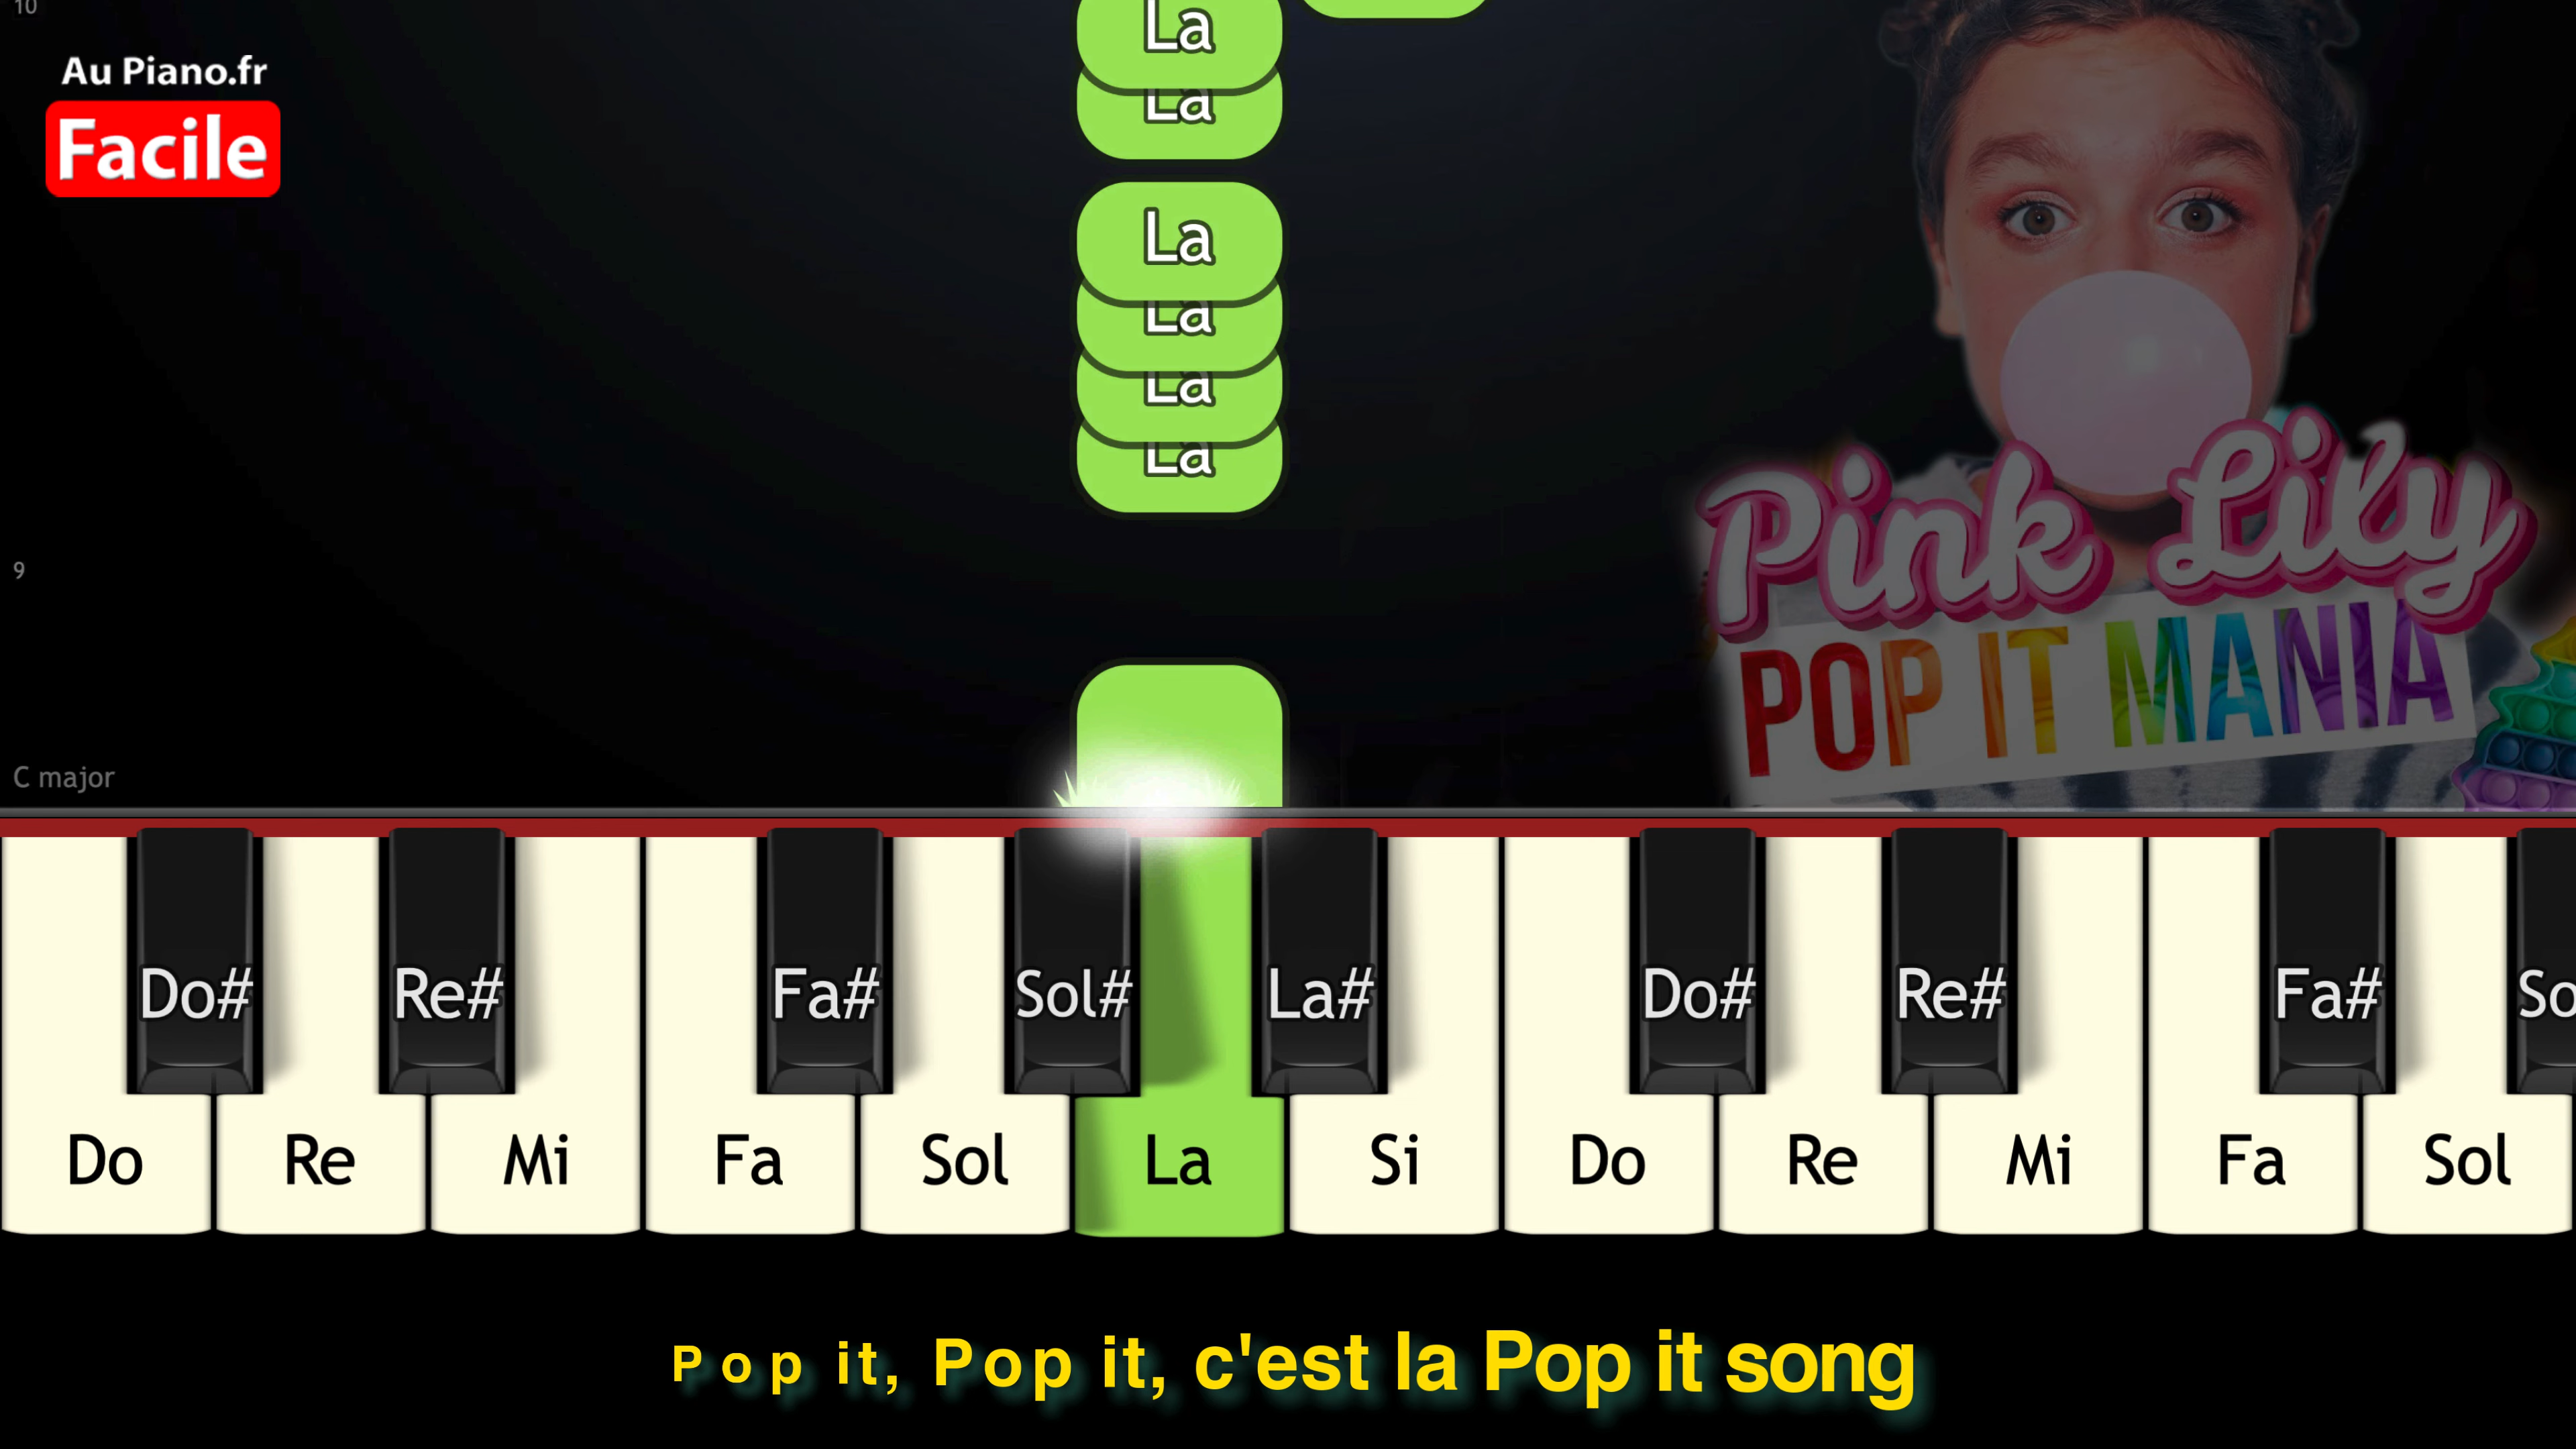 10
Au Piano.fr
Facile
La
La
La
La
La
La
9
Pink Lily
POP IT MANIA
C major
Do# Re# Fa# Sol# La# Do# Re# Fa# So
Do Re Mi Fa Sol La Si Do Re Mi Fa Sol
Pop it, Pop it, c'est la Pop it song